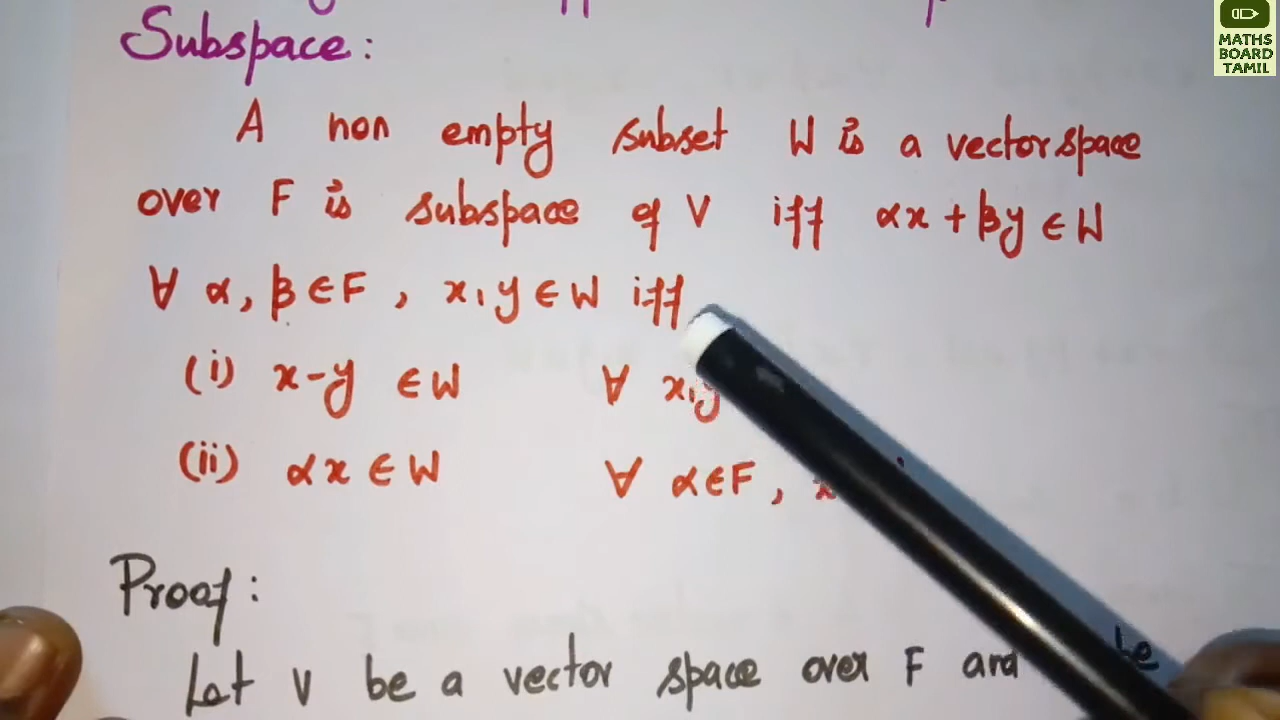 MATHS
BOARD
TAMIL
Subspace:
A non empty subset W is a vector space
over F is subspace of V iff αx + βy ∈ W
∀ α, β ∈ F, x, y ∈ W iff
(i) x-y ∈ W ∀ x, y
(ii) αx ∈ W ∀ α ∈ F,
Proof:
Let V be a vector space over F and be